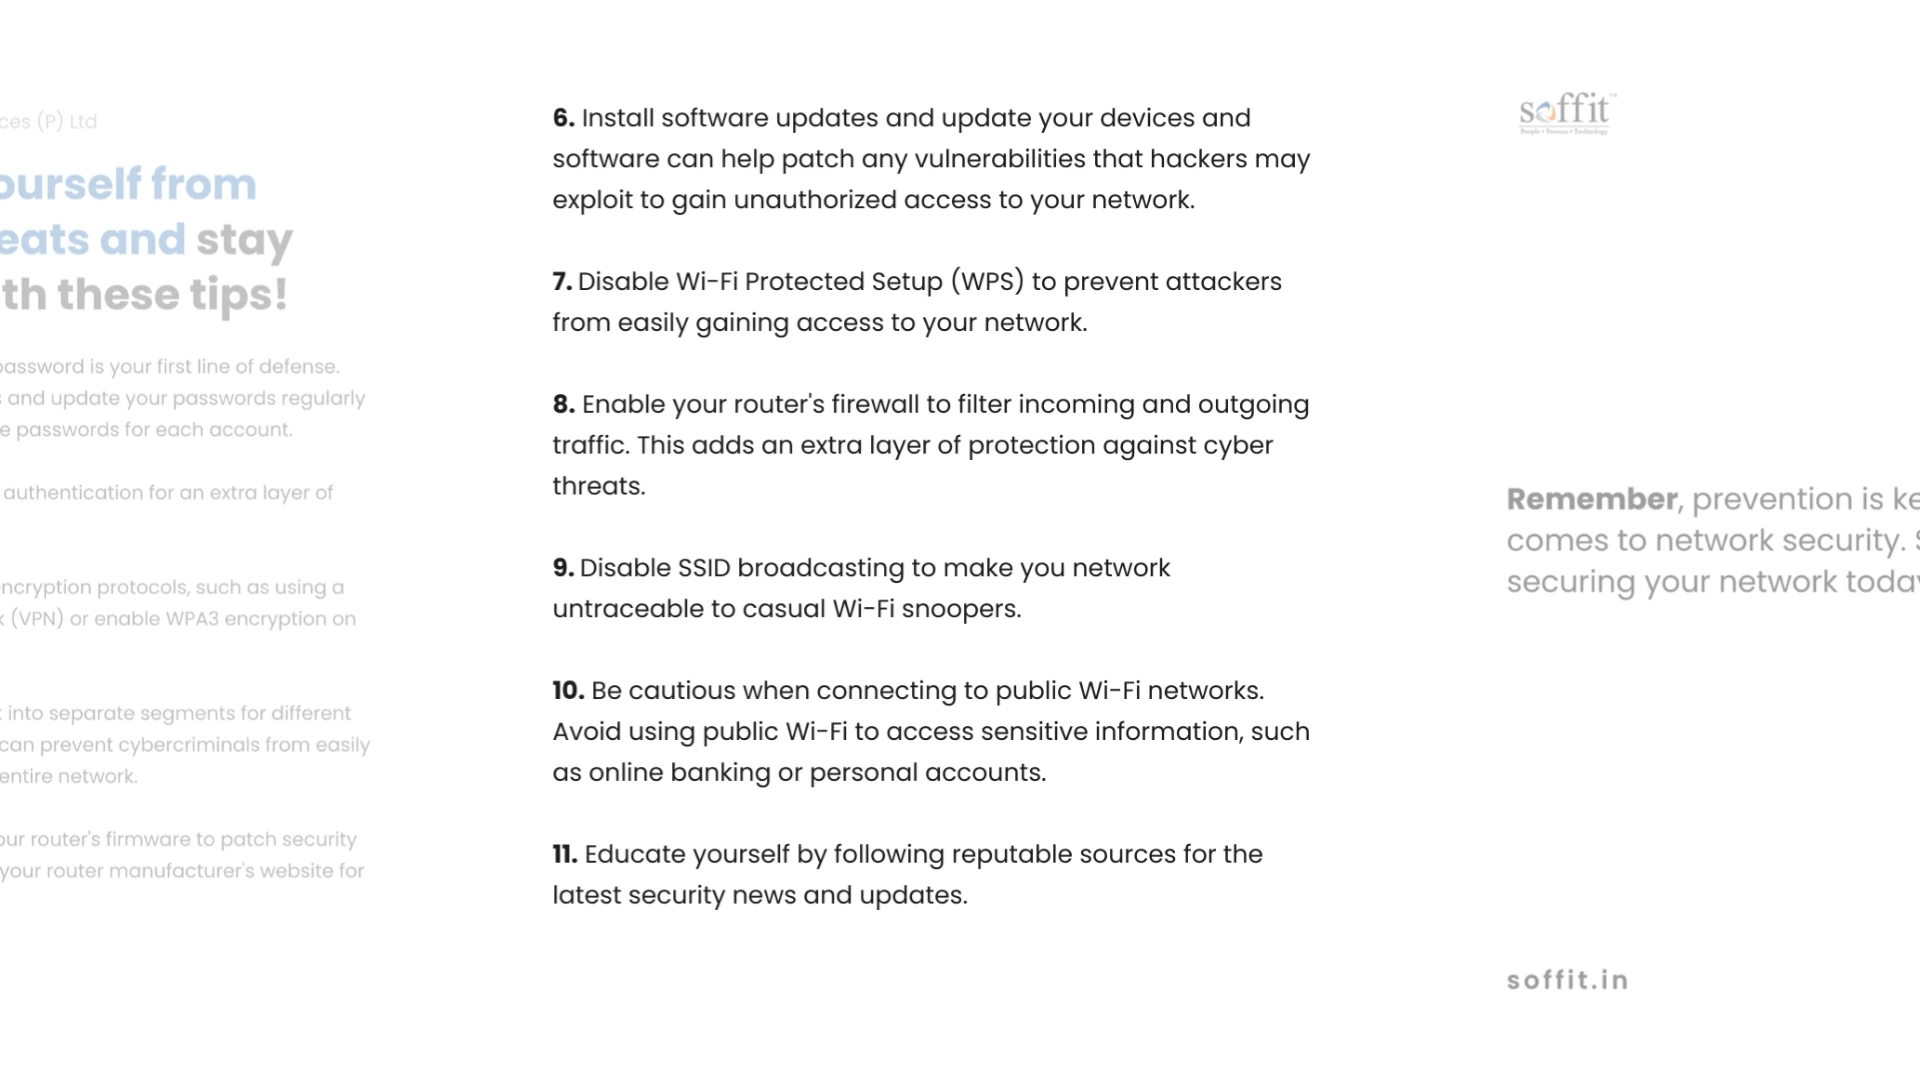 ces (P) Ltd
ourself from
eats and stay
th these tips!
password is your first line of defense.
s and update your passwords regularly
e passwords for each account.
authentication for an extra layer of
ncryption protocols, such as using a
k (VPN) or enable WPA3 encryption on
into separate segments for different
can prevent cybercriminals from easily
entire network.
our router's firmware to patch security
your router manufacturer's website for
6. Install software updates and update your devices and
software can help patch any vulnerabilities that hackers may
exploit to gain unauthorized access to your network.
7. Disable Wi-Fi Protected Setup (WPS) to prevent attackers
from easily gaining access to your network.
8. Enable your router's firewall to filter incoming and outgoing
traffic. This adds an extra layer of protection against cyber
threats.
9. Disable SSID broadcasting to make you network
untraceable to casual Wi-Fi snoopers.
10. Be cautious when connecting to public Wi-Fi networks.
Avoid using public Wi-Fi to access sensitive information, such
as online banking or personal accounts.
11. Educate yourself by following reputable sources for the
latest security news and updates.
soffit™
People • Process • Technology
Remember, prevention is ke
comes to network security. S
securing your network today
soffit.in